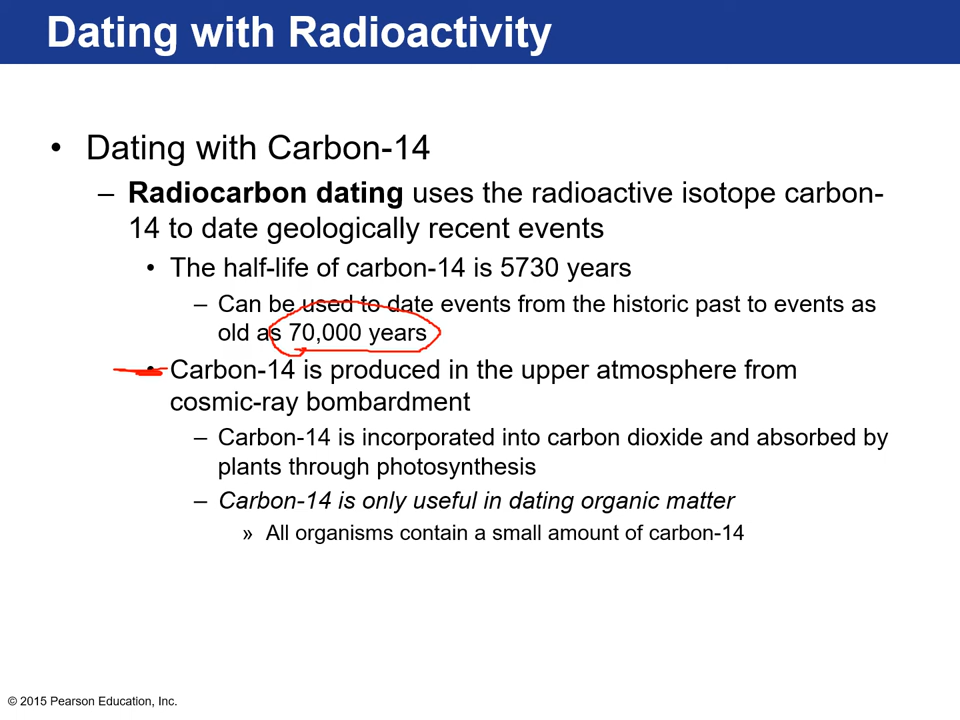 Dating with Radioactivity
• Dating with Carbon-14
– Radiocarbon dating uses the radioactive isotope carbon-
14 to date geologically recent events
• The half-life of carbon-14 is 5730 years
– Can be used to date events from the historic past to events as
old as 70,000 years
• Carbon-14 is produced in the upper atmosphere from
cosmic-ray bombardment
– Carbon-14 is incorporated into carbon dioxide and absorbed by
plants through photosynthesis
– Carbon-14 is only useful in dating organic matter
» All organisms contain a small amount of carbon-14
© 2015 Pearson Education, Inc.